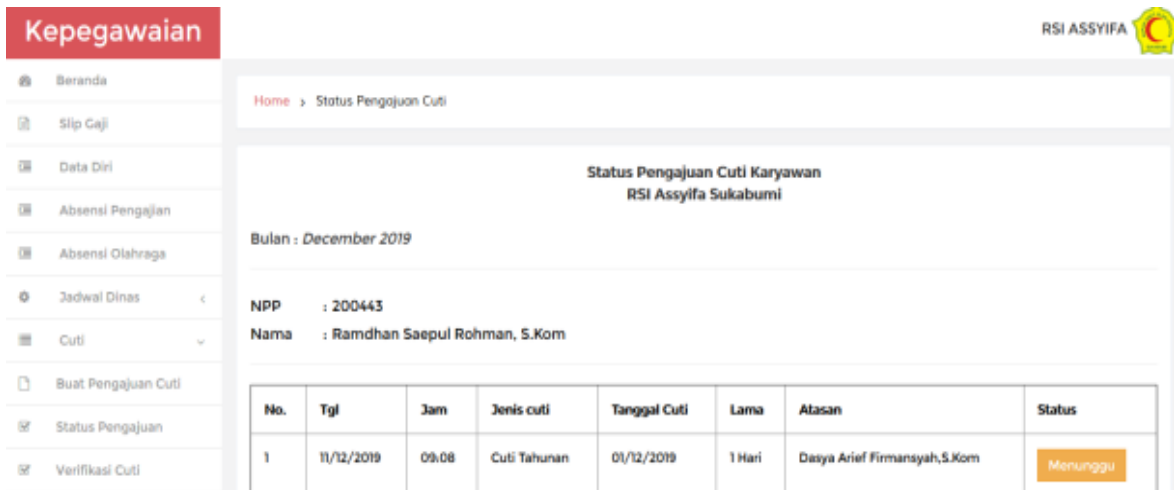 Kepegawaian
RSI ASSYIFA
Beranda
Slip Gaji
Data Diri
Absensi Pengajian
Absensi Olahraga
Jadwal Dinas
Cuti
Buat Pengajuan Cuti
Status Pengajuan
Verifikasi Cuti
Home > Status Pengajuan Cuti
Status Pengajuan Cuti Karyawan
RSI Assyifa Sukabumi
Bulan : December 2019
NPP : 200443
Nama : Ramdhan Saepul Rohman, S.Kom
No. Tgl Jam Jenis cuti Tanggal Cuti Lama Atasan Status
1 11/12/2019 09:08 Cuti Tahunan 01/12/2019 1 Hari Dasya Arief Firmansyah,S.Kom Menunggu